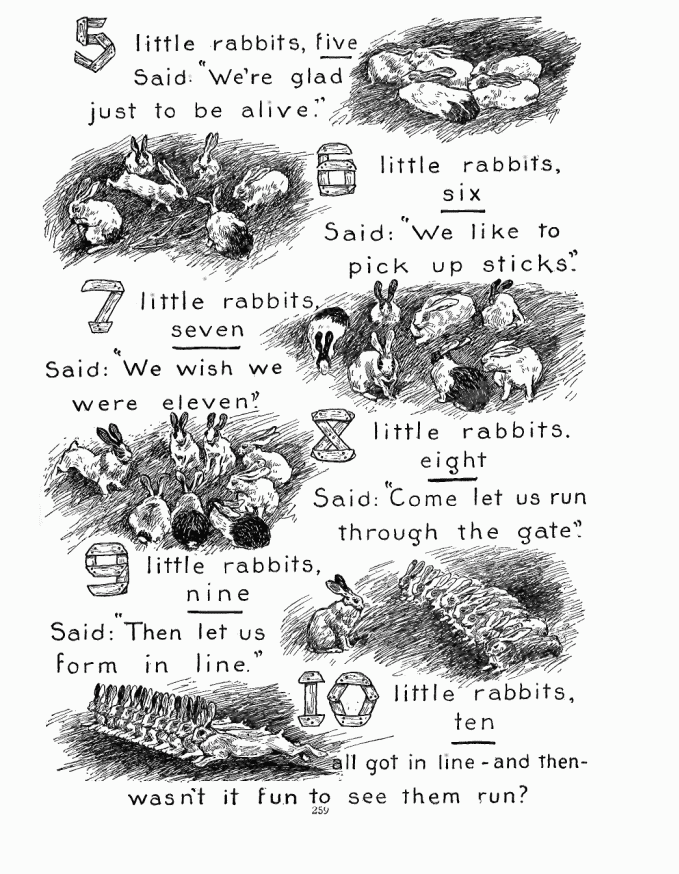 5 little rabbits, five
Said: "We're glad
just to be alive."
6 little rabbits,
six
Said: "We like to
pick up sticks."
7 little rabbits,
seven
Said: "We wish we
were eleven."
8 little rabbits.
eight
Said: "Come let us run
through the gate."
9 little rabbits,
nine
Said: "Then let us
form in line."
10 little rabbits,
ten
all got in line - and then -
wasn't it fun to see them run?
259